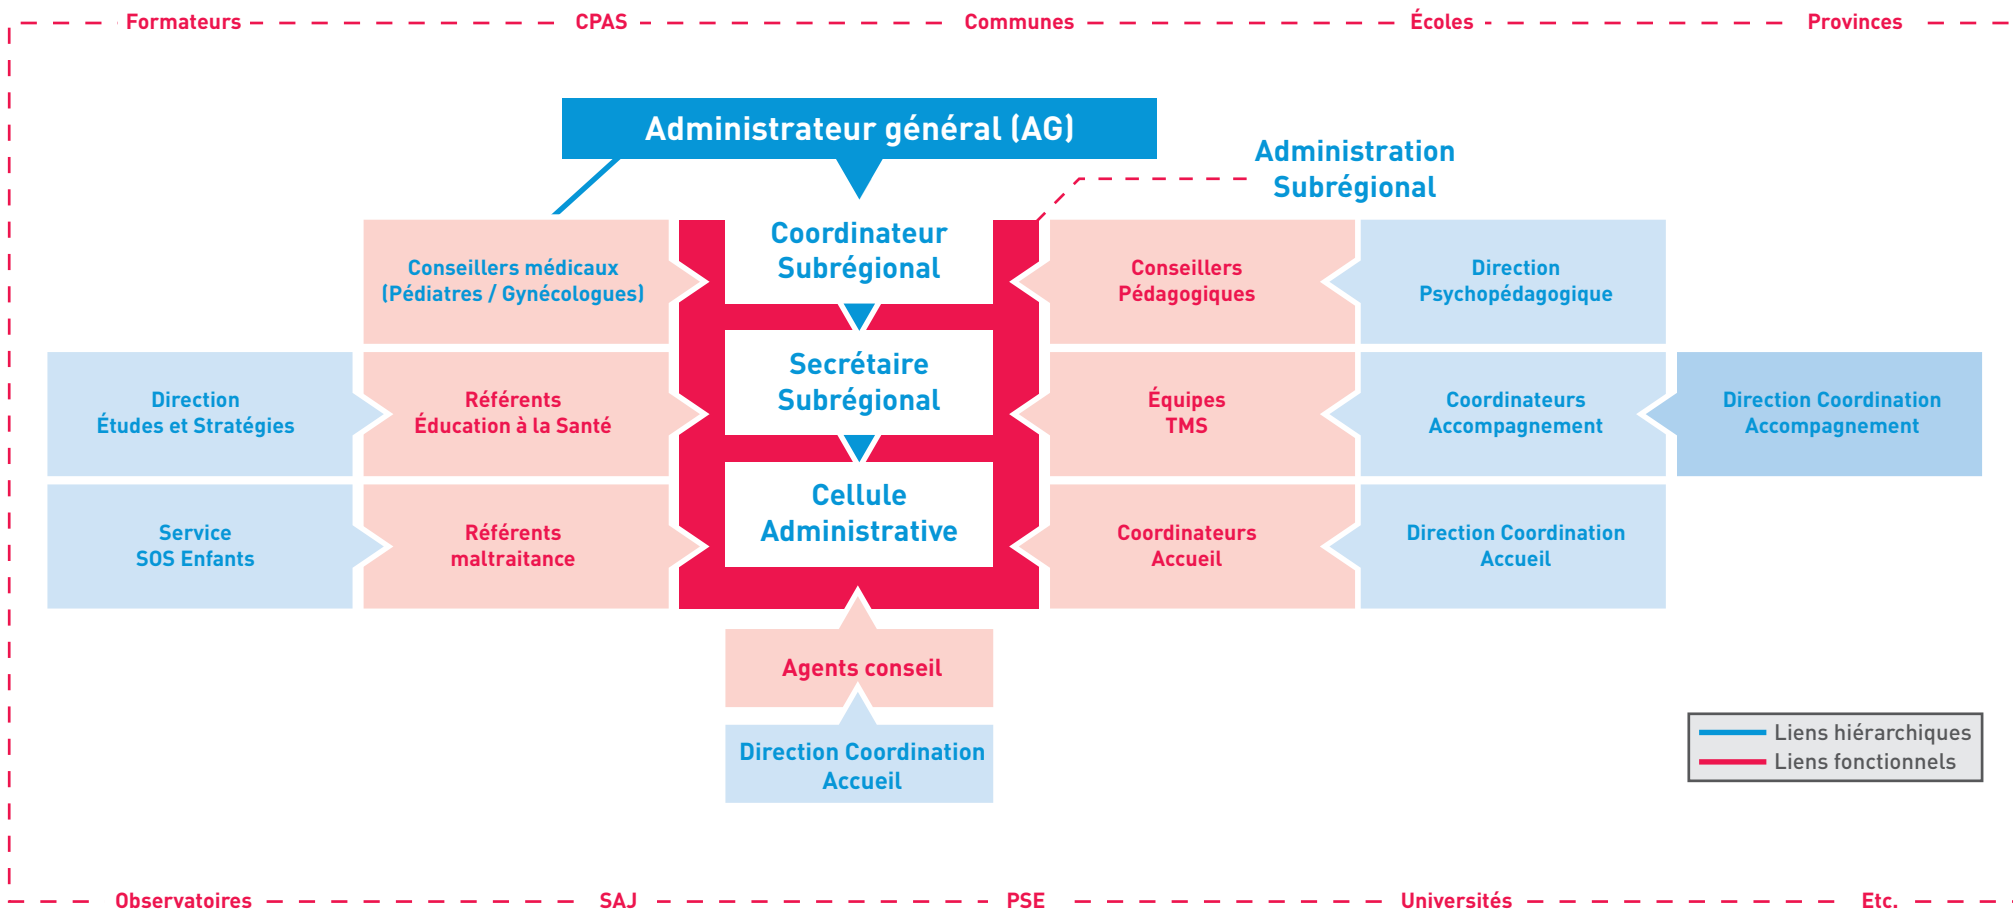 Formateurs
CPAS
Communes
Écoles
Provinces
Administrateur général (AG)
Administration
Subrégional
Coordinateur
Subrégional
Conseillers médicaux
(Pédiatres / Gynécologues)
Conseillers
Pédagogiques
Direction
Psychopédagogique
Direction
Études et Stratégies
Référents
Éducation à la Santé
Secrétaire
Subrégional
Équipes
TMS
Coordinateurs
Accompagnement
Direction Coordination
Accompagnement
Service
SOS Enfants
Référents
maltraitance
Cellule
Administrative
Coordinateurs
Accueil
Direction Coordination
Accueil
Agents conseil
Direction Coordination
Accueil
Liens hiérarchiques
Liens fonctionnels
Observatoires
SAJ
PSE
Universités
Etc.